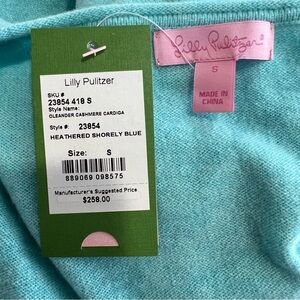 Lilly Pulitzer
SKU #
23854 418 S
Style Name:
OLEANDER CASHMERE CARDIGA
Style #: 23854
HEATHERED SHORELY BLUE
Size: S
889069 098575
Manufacturer's Suggested Price
$258.00
Lilly Pulitzer
S
MADE IN
CHINA